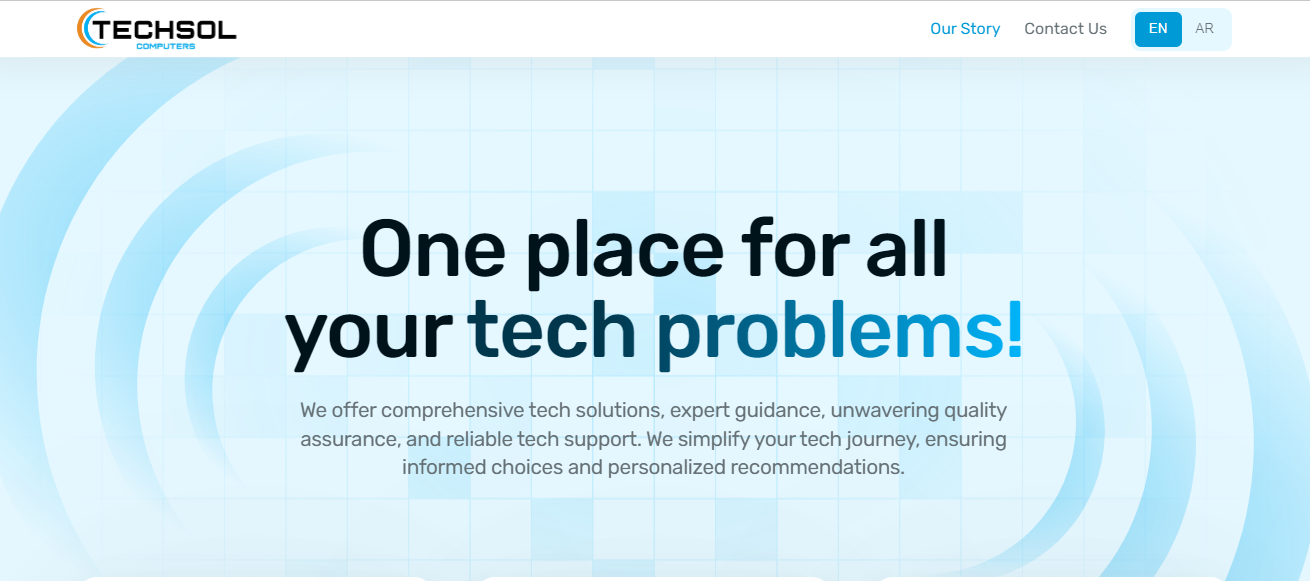 TECHSOL
COMPUTERS
Our Story
Contact Us
EN
AR
One place for all
your tech problems!
We offer comprehensive tech solutions, expert guidance, unwavering quality
assurance, and reliable tech support. We simplify your tech journey, ensuring
informed choices and personalized recommendations.